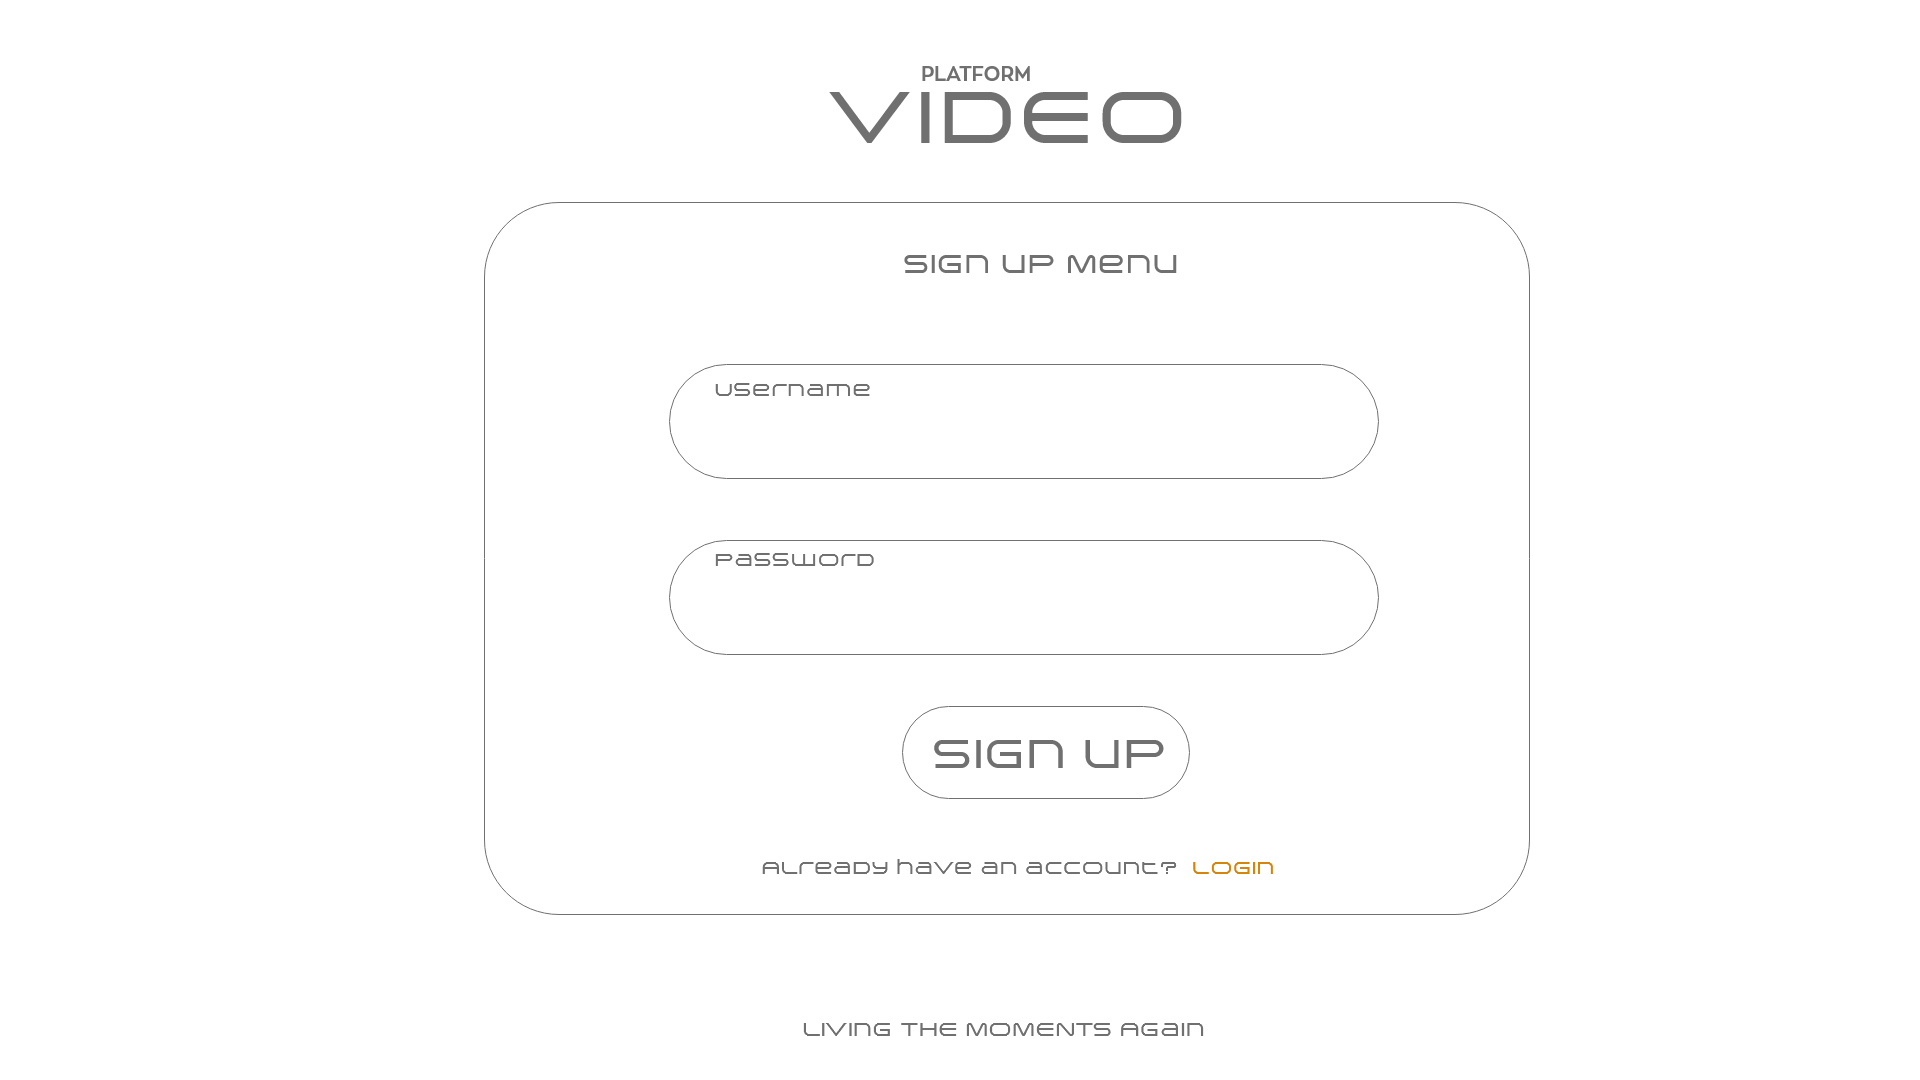 PLATFORM
VIDEO
SIGN UP MENU
Username
Password
SIGN UP
Already have an account? LOGIN
LIVING THE MOMENTS AGAIN